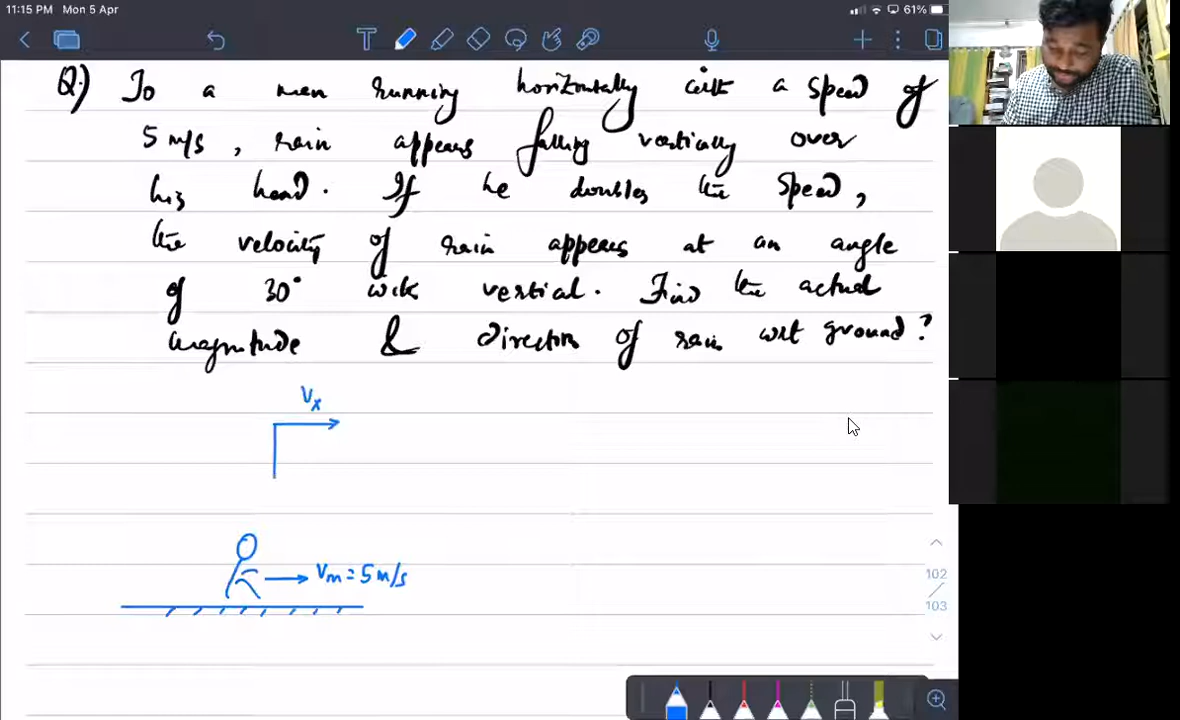 11:15 PM Mon 5 Apr 61%
Q.) To a man running horizontally with a speed of
5 m/s, rain appears falling vertically over
his head. If he doubles the speed,
the velocity of rain appears at an angle
of 30° with vertial. Find the actual
magnitude & direction of rain wrt ground?
Vx
Vm = 5 m/s
102
103